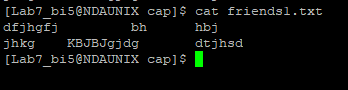 [Lab7_bi5@NDAUNIX cap]$ cat friends1.txt
dfjhgfj bh hbj
jhkg KBJBJgjdg dtjhsd
[Lab7_bi5@NDAUNIX cap]$